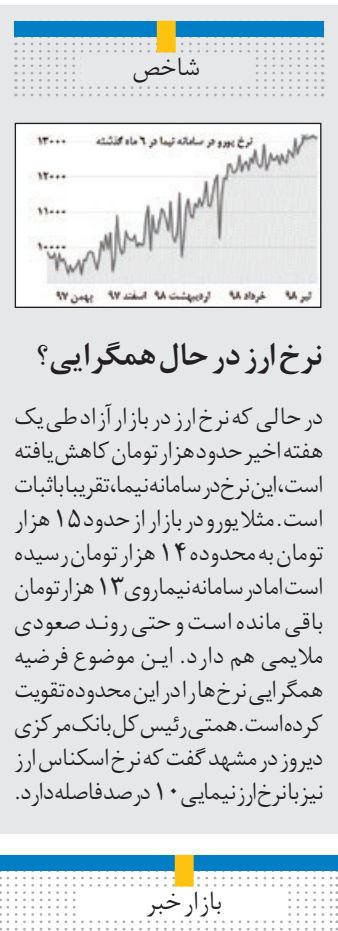 شاخص
نرخ یورو در سامانه نیما در ۶ ماه گذشته
۱۳۰۰۰
۱۲۰۰۰
۱۱۰۰۰
۱۰۰۰۰
بهمن ۹۷ اسفند ۹۷ اردیبهشت ۹۸ خرداد ۹۸ تیر ۹۸
نرخ ارز در حال همگرایی؟
در حالی که نرخ ارز در بازار آزاد طی یک
هفته اخیر حدود هزار تومان کاهش یافته
است، این نرخ در سامانه نیما، تقریبا باثبات
است. مثلا یورو در بازار از حدود ۱۵ هزار
تومان به محدوده ۱۴ هزار تومان رسیده
است اما در سامانه نیما روی ۱۳ هزار تومان
باقی مانده است و حتی روند صعودی
ملایمی هم دارد. این موضوع فرضیه
همگرایی نرخ ها را در این محدوده تقویت
کرده است. همتی رئیس کل بانک مرکزی
دیروز در مشهد گفت که نرخ اسکناس ارز
نیز با نرخ ارز نیمایی ۱۰ درصد فاصله دارد.
بازار خبر